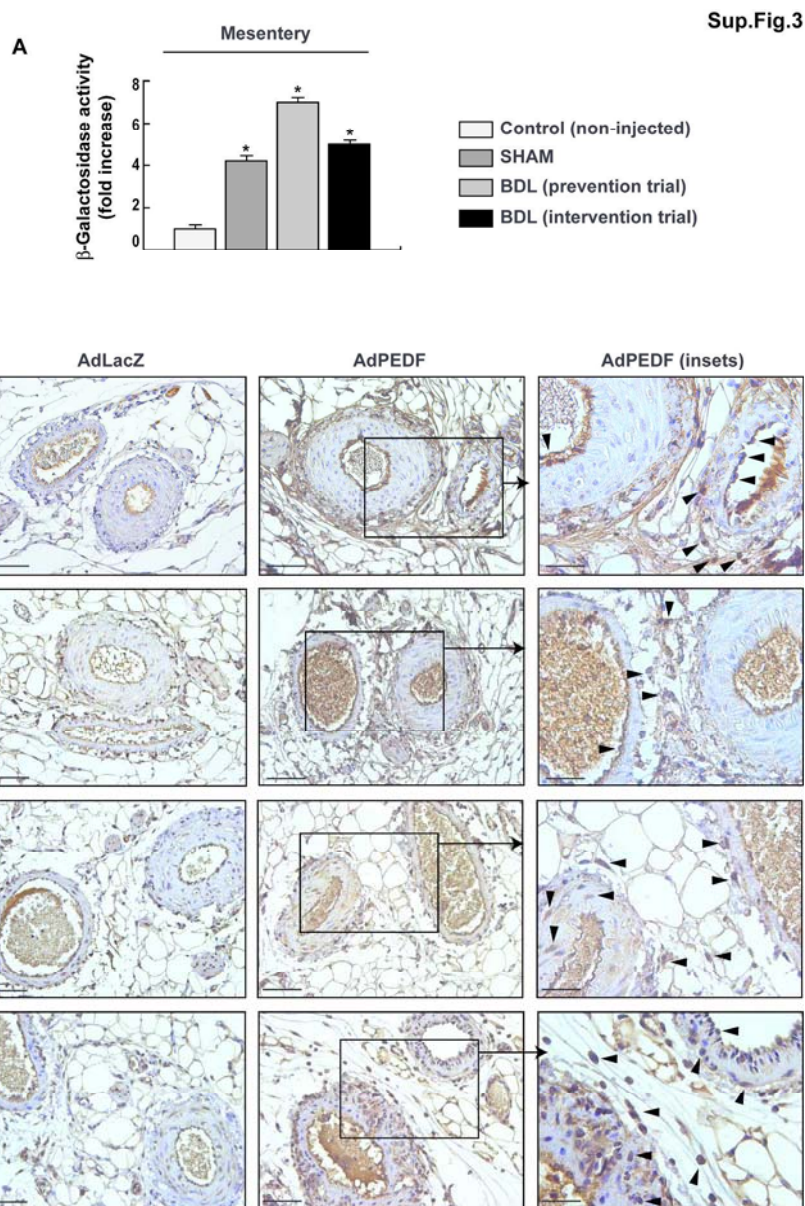 Sup.Fig.3
A
Mesentery
β-Galactosidase activity
(fold increase)
8
6
4
2
0
*
*
*
Control (non-injected)
SHAM
BDL (prevention trial)
BDL (intervention trial)
AdLacZ
AdPEDF
AdPEDF (insets)